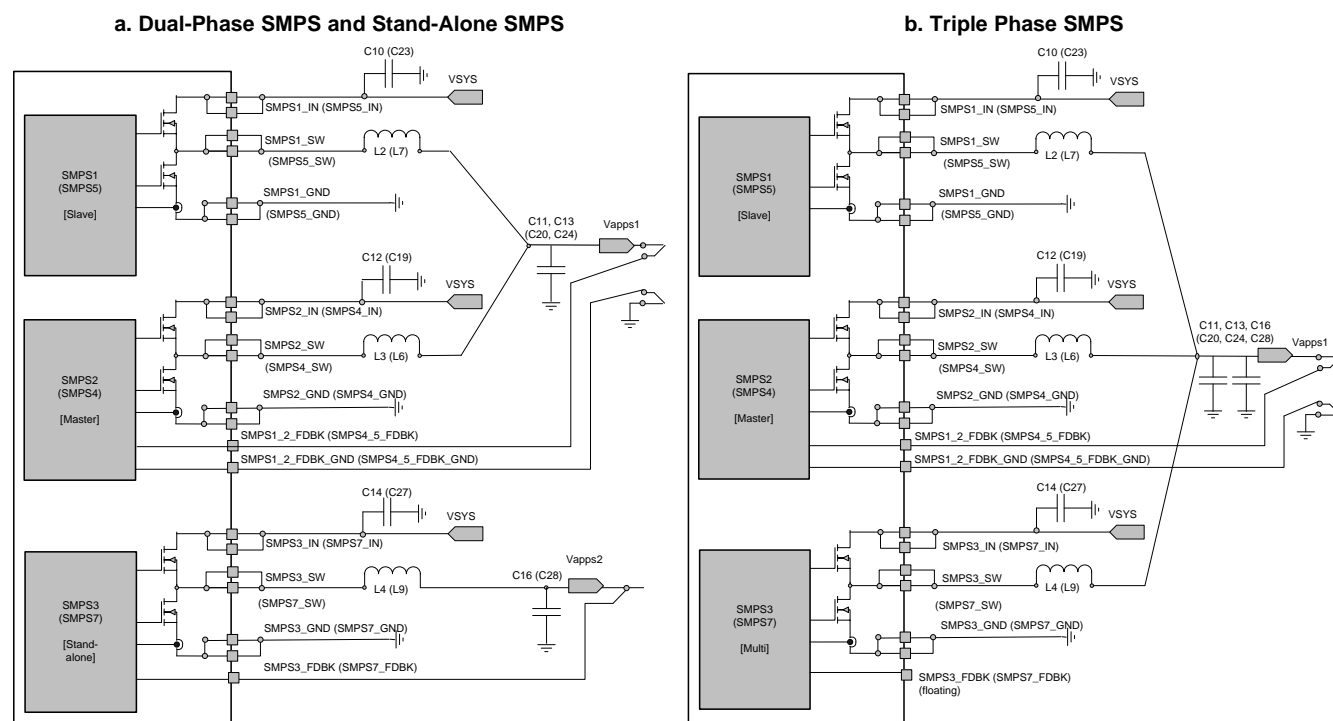 a. Dual-Phase SMPS and Stand-Alone SMPS
C10 (C23)
VSYS
SMPS1_IN (SMPS5_IN)
SMPS1_SW
(SMPS5_SW)
L2 (L7)
SMPS1
(SMPS5)
[Slave]
SMPS1_GND
(SMPS5_GND)
C11, C13
(C20, C24)
Vapps1
C12 (C19)
VSYS
SMPS2_IN (SMPS4_IN)
SMPS2_SW
(SMPS4_SW)
L3 (L6)
SMPS2
(SMPS4)
[Master]
SMPS2_GND (SMPS4_GND)
SMPS1_2_FDBK (SMPS4_5_FDBK)
SMPS1_2_FDBK_GND (SMPS4_5_FDBK_GND)
C14 (C27)
VSYS
SMPS3_IN (SMPS7_IN)
SMPS3_SW
(SMPS7_SW)
L4 (L9)
C16 (C28)
Vapps2
SMPS3
(SMPS7)
[Stand-
alone]
SMPS3_GND (SMPS7_GND)
SMPS3_FDBK (SMPS7_FDBK)
b. Triple Phase SMPS
C10 (C23)
VSYS
SMPS1_IN (SMPS5_IN)
SMPS1_SW
(SMPS5_SW)
L2 (L7)
SMPS1
(SMPS5)
[Slave]
SMPS1_GND
(SMPS5_GND)
C12 (C19)
VSYS
SMPS2_IN (SMPS4_IN)
SMPS2_SW
(SMPS4_SW)
L3 (L6)
C11, C13, C16
(C20, C24, C28)
Vapps1
SMPS2
(SMPS4)
[Master]
SMPS2_GND (SMPS4_GND)
SMPS1_2_FDBK (SMPS4_5_FDBK)
SMPS1_2_FDBK_GND (SMPS4_5_FDBK_GND)
C14 (C27)
VSYS
SMPS3_IN (SMPS7_IN)
SMPS3_SW
(SMPS7_SW)
L4 (L9)
SMPS3
(SMPS7)
[Multi]
SMPS3_GND (SMPS7_GND)
SMPS3_FDBK (SMPS7_FDBK)
(floating)